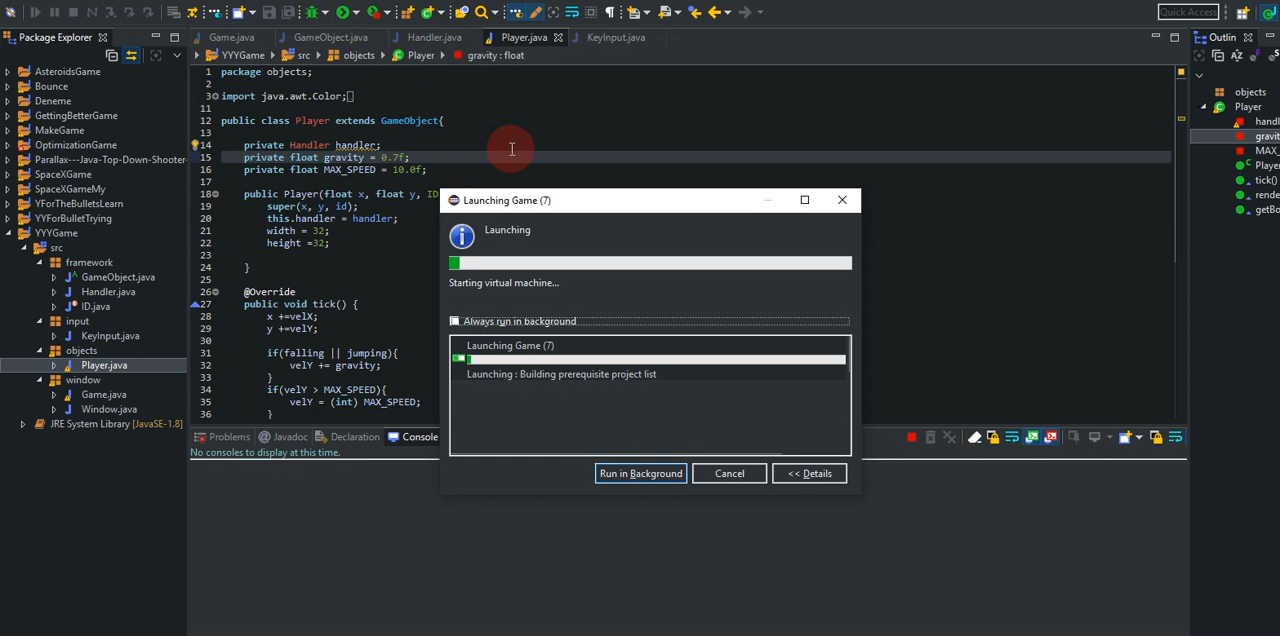 Quick Access
Package Explorer
Game.java
GameObject.java
Handler.java
Player.java
KeyInput.java
Outlin
YYYGame
src
objects
Player
gravity : float
AsteroidsGame
Bounce
Deneme
GettingBetterGame
MakeGame
OptimizationGame
Parallax---Java-Top-Down-Shooter-
SpaceXGame
SpaceXGameMy
YForTheBulletsLearn
YYForBulletTrying
YYYGame
src
framework
GameObject.java
Handler.java
ID.java
input
KeyInput.java
objects
Player.java
window
Game.java
Window.java
JRE System Library [JavaSE-1.8]
1 package objects;
2
3 import java.awt.Color;
11
12 public class Player extends GameObject{
13
14 private Handler handler;
15 private float gravity = 0.7f;
16 private float MAX_SPEED = 10.0f;
17
18 public Player(float x, float y, ID
19 super(x, y, id);
20 this.handler = handler;
21 width = 32;
22 height =32;
23
24 }
25
26 @Override
27 public void tick() {
28 x +=velX;
29 y +=velY;
30
31 if(falling || jumping){
32 velY += gravity;
33 }
34 if(velY > MAX_SPEED){
35 velY = (int) MAX_SPEED;
36 }
Launching Game (7)
Launching
Starting virtual machine...
Always run in background
Launching Game (7)
Launching : Building prerequisite project list
Run in Background
Cancel
<< Details
objects
Player
handl
gravit
MAX_
Player
tick()
rende
getBo
Problems
Javadoc
Declaration
Console
No consoles to display at this time.